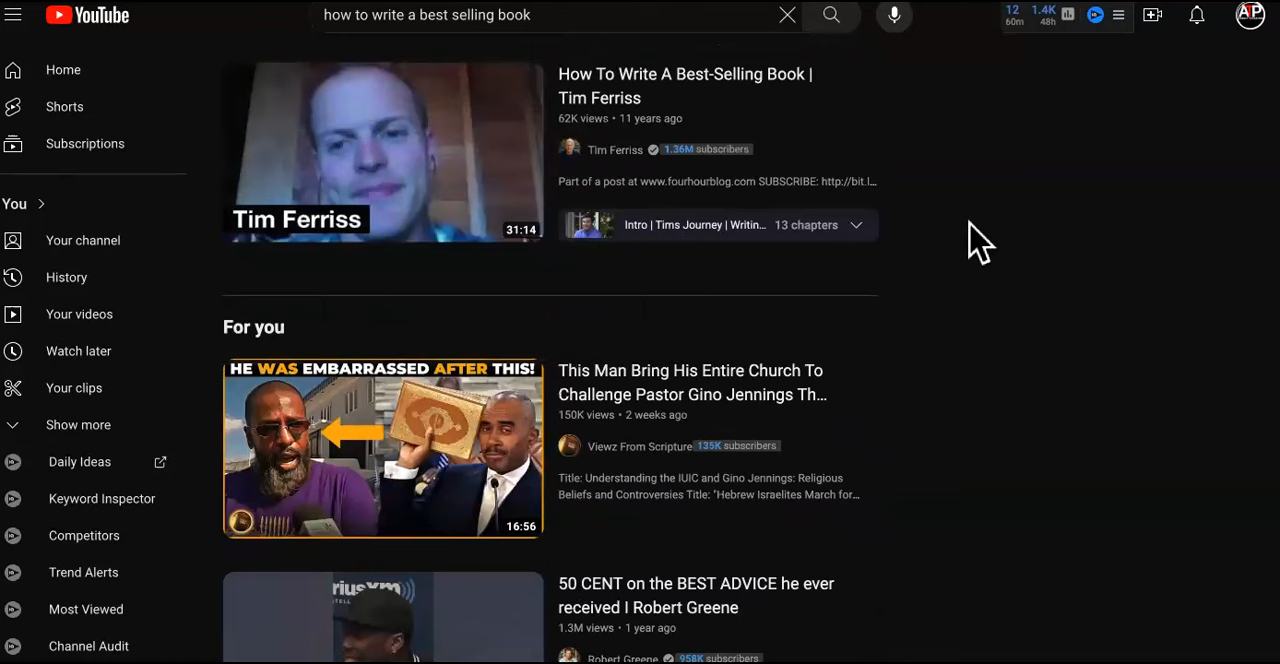 YouTube
how to write a best selling book
12
60m
1.4K
48h
ATP
Home
Shorts
Subscriptions
You
Your channel
History
Your videos
Watch later
Your clips
Show more
Daily Ideas
Keyword Inspector
Competitors
Trend Alerts
Most Viewed
Channel Audit
Tim Ferriss
31:14
How To Write A Best-Selling Book |
Tim Ferriss
62K views • 11 years ago
Tim Ferriss 1.36M subscribers
Part of a post at www.fourhourblog.com SUBSCRIBE: http://bit.l...
Intro | Tims Journey | Writin... 13 chapters
For you
HE WAS EMBARRASSED AFTER THIS!
16:56
This Man Bring His Entire Church To
Challenge Pastor Gino Jennings Th...
150K views • 2 weeks ago
Viewz From Scripture 135K subscribers
Title: Understanding the IUIC and Gino Jennings: Religious
Beliefs and Controversies Title: "Hebrew Israelites March for...
50 CENT on the BEST ADVICE he ever
received I Robert Greene
1.3M views • 1 year ago
Robert Greene 958K subscribers